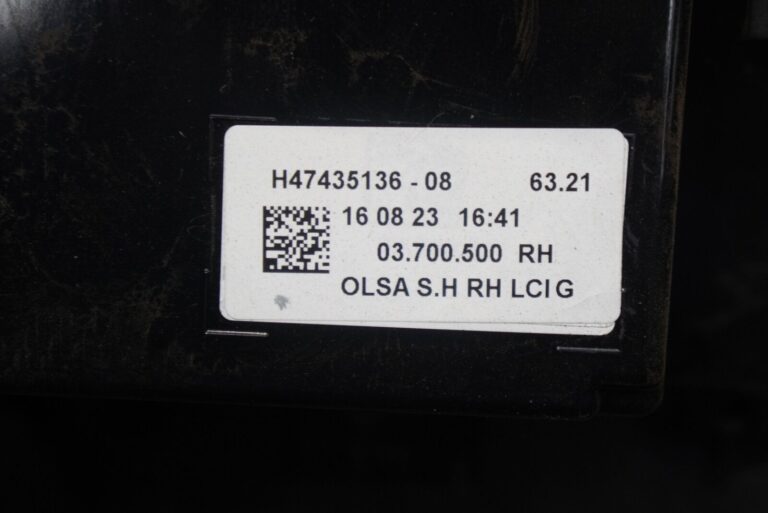 H47435136 - 08 63.21
16 08 23 16:41
03.700.500 RH
OLSA S.H RH LCI G